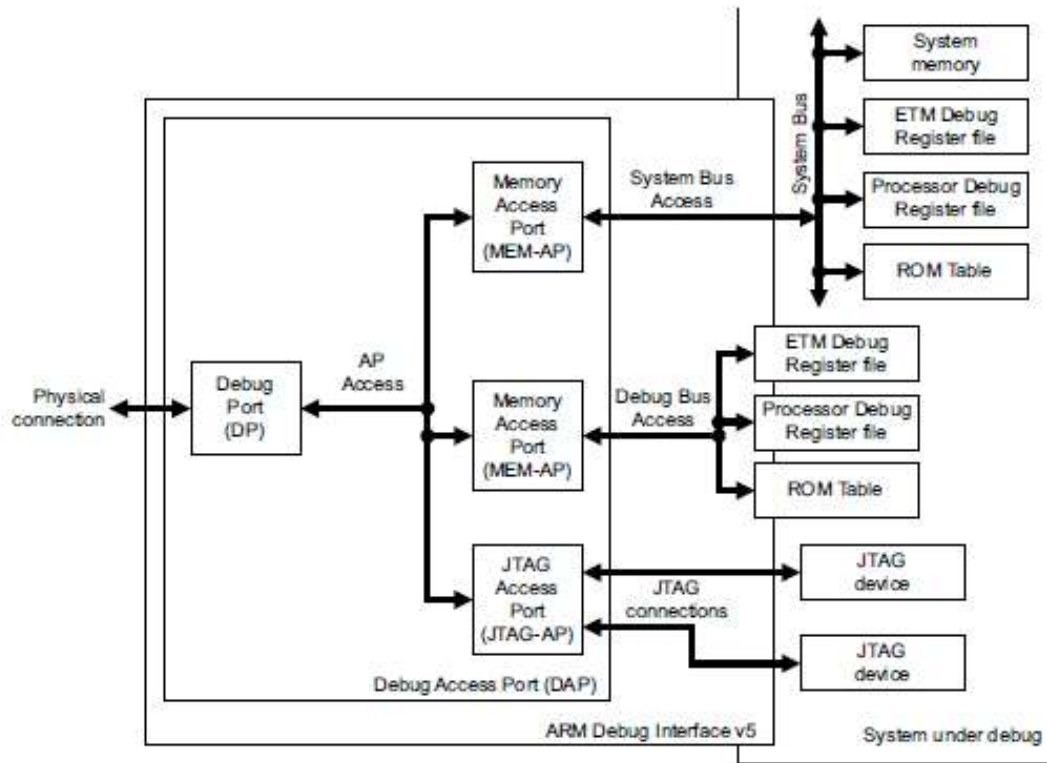 System
memory
ETM Debug
Register file
Processor Debug
Register file
ROM Table
System Bus
System Bus
Access
Memory
Access
Port
(MEM-AP)
AP
Access
Physical
connection
Debug
Port
(DP)
Memory
Access
Port
(MEM-AP)
Debug Bus
Access
ETM Debug
Register file
Processor Debug
Register file
ROM Table
JTAG
Access
Port
(JTAG-AP)
JTAG
connections
JTAG
device
JTAG
device
Debug Access Port (DAP)
ARM Debug Interface v5
System under debug